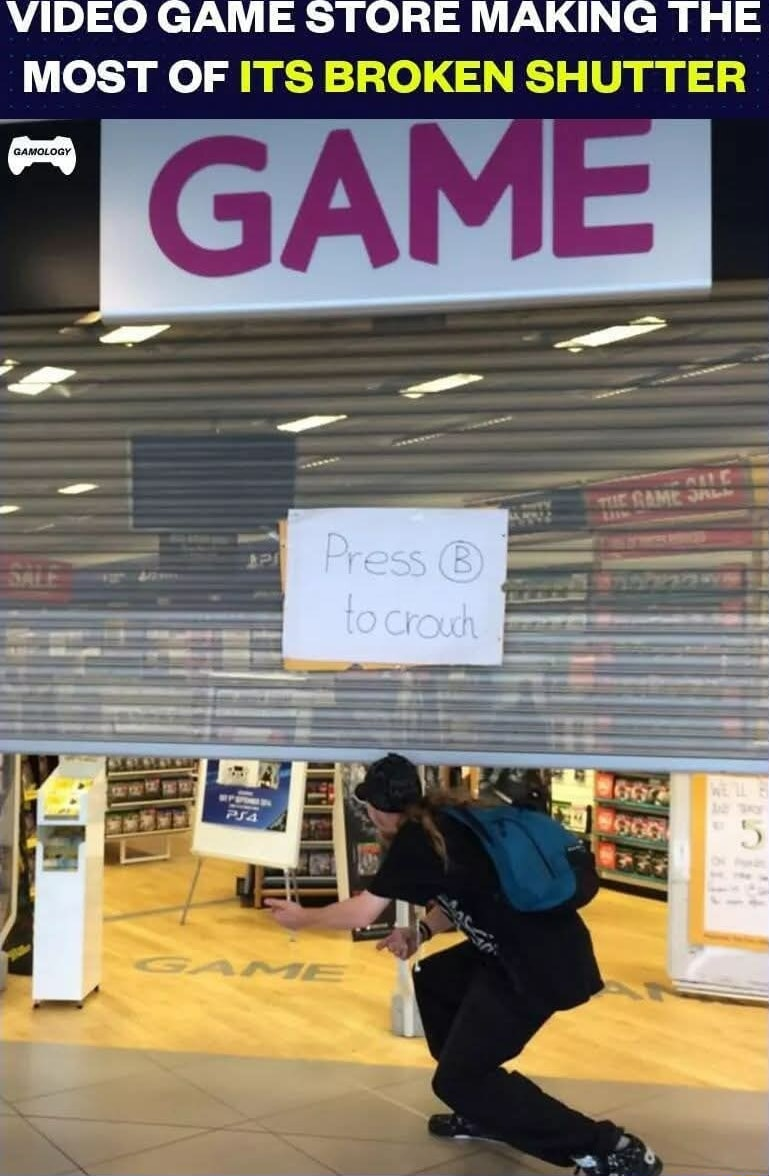 VIDEO GAME STORE MAKING THE
MOST OF ITS BROKEN SHUTTER
GAMOLOGY
GAME
THE GAME SALE
SALE
Press B
to crouch
PS4
GAME
5